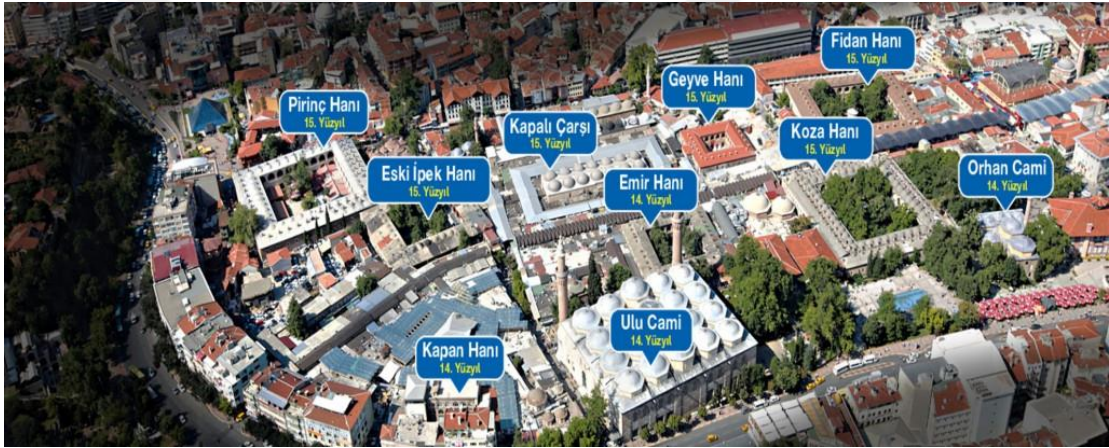 Fidan Hanı
15. Yüzyıl
Geyve Hanı
15. Yüzyıl
Pirinç Hanı
15. Yüzyıl
Kapalı Çarşı
15. Yüzyıl
Koza Hanı
15. Yüzyıl
Eski İpek Hanı
15. Yüzyıl
Emir Hanı
14. Yüzyıl
Orhan Cami
14. Yüzyıl
Ulu Cami
14. Yüzyıl
Kapan Hanı
14. Yüzyıl